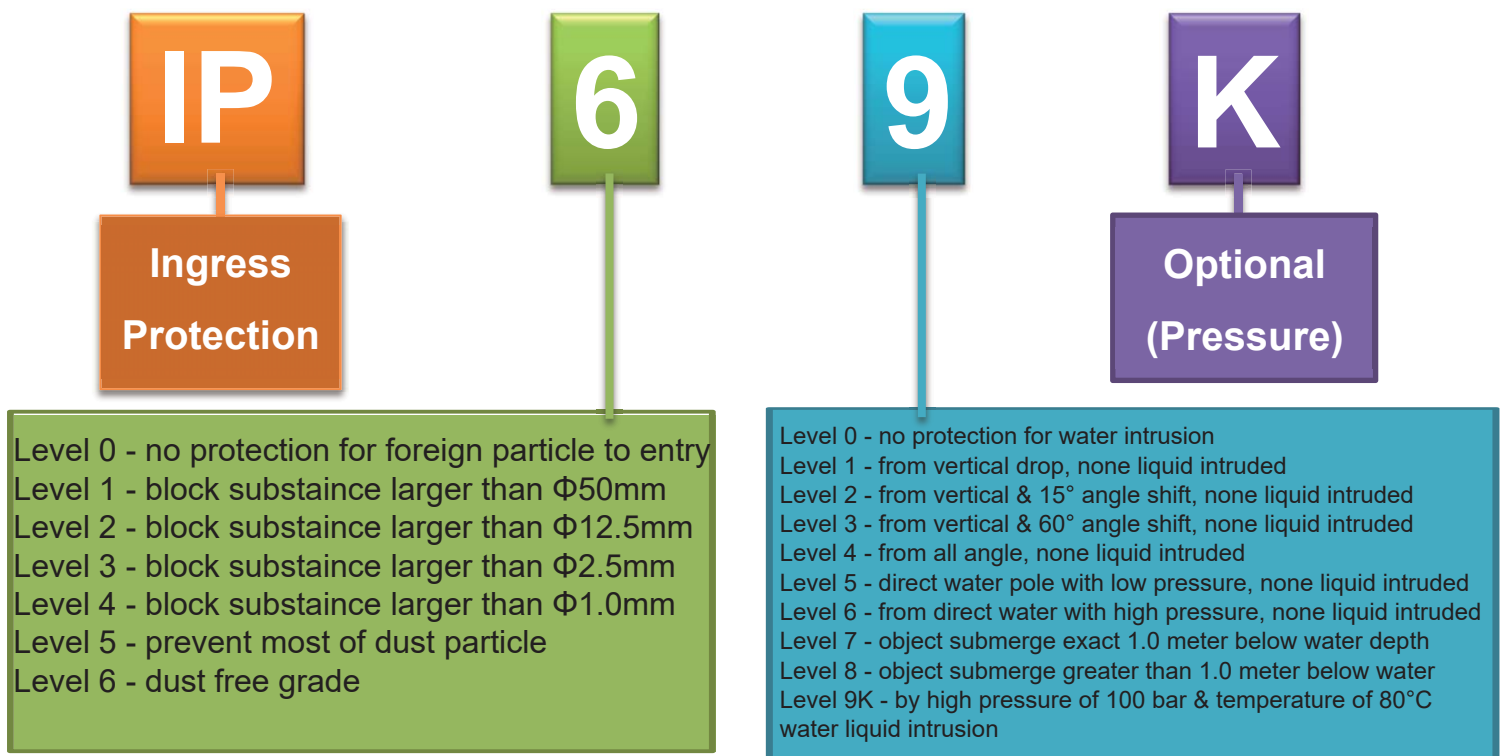 IP
6
9
K
Ingress
Protection
Optional
(Pressure)
Level 0 - no protection for foreign particle to entry
Level 1 - block substaince larger than Φ50mm
Level 2 - block substaince larger than Φ12.5mm
Level 3 - block substaince larger than Φ2.5mm
Level 4 - block substaince larger than Φ1.0mm
Level 5 - prevent most of dust particle
Level 6 - dust free grade
Level 0 - no protection for water intrusion
Level 1 - from vertical drop, none liquid intruded
Level 2 - from vertical & 15° angle shift, none liquid intruded
Level 3 - from vertical & 60° angle shift, none liquid intruded
Level 4 - from all angle, none liquid intruded
Level 5 - direct water pole with low pressure, none liquid intruded
Level 6 - from direct water with high pressure, none liquid intruded
Level 7 - object submerge exact 1.0 meter below water depth
Level 8 - object submerge greater than 1.0 meter below water
Level 9K - by high pressure of 100 bar & temperature of 80°C
water liquid intrusion